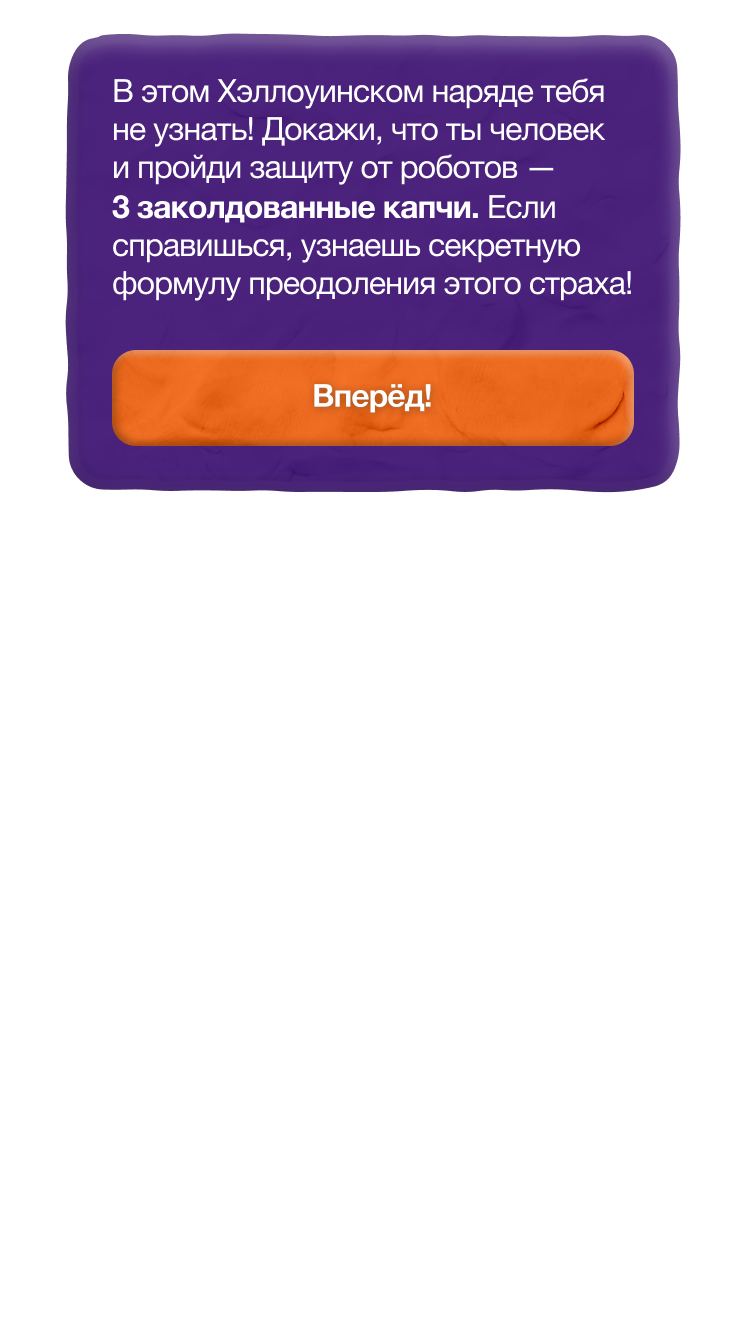 В этом Хэллоуинском наряде тебя
не узнать! Докажи, что ты человек
и пройди защиту от роботов —
3 заколдованные капчи. Если
справишься, узнаешь секретную
формулу преодоления этого страха!
Вперёд!